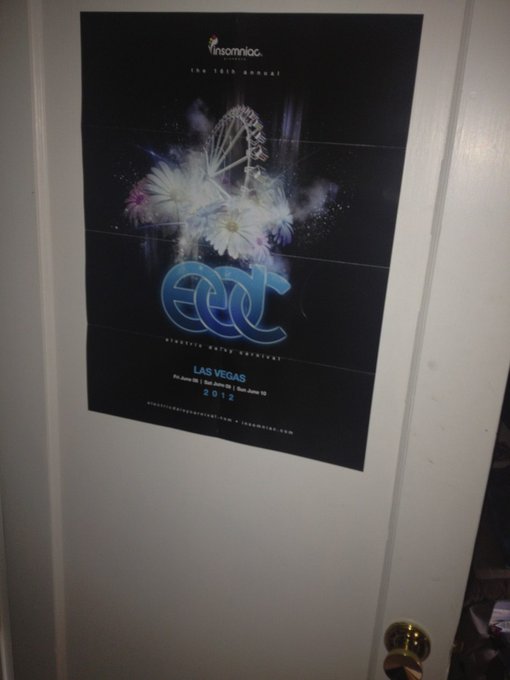 insomniac
presents
the 16th annual
edc
electric daisy carnival
LAS VEGAS
Fri June 08 | Sat June 09 | Sun June 10
2012
electricdaisycarnival.com • insomniac.com